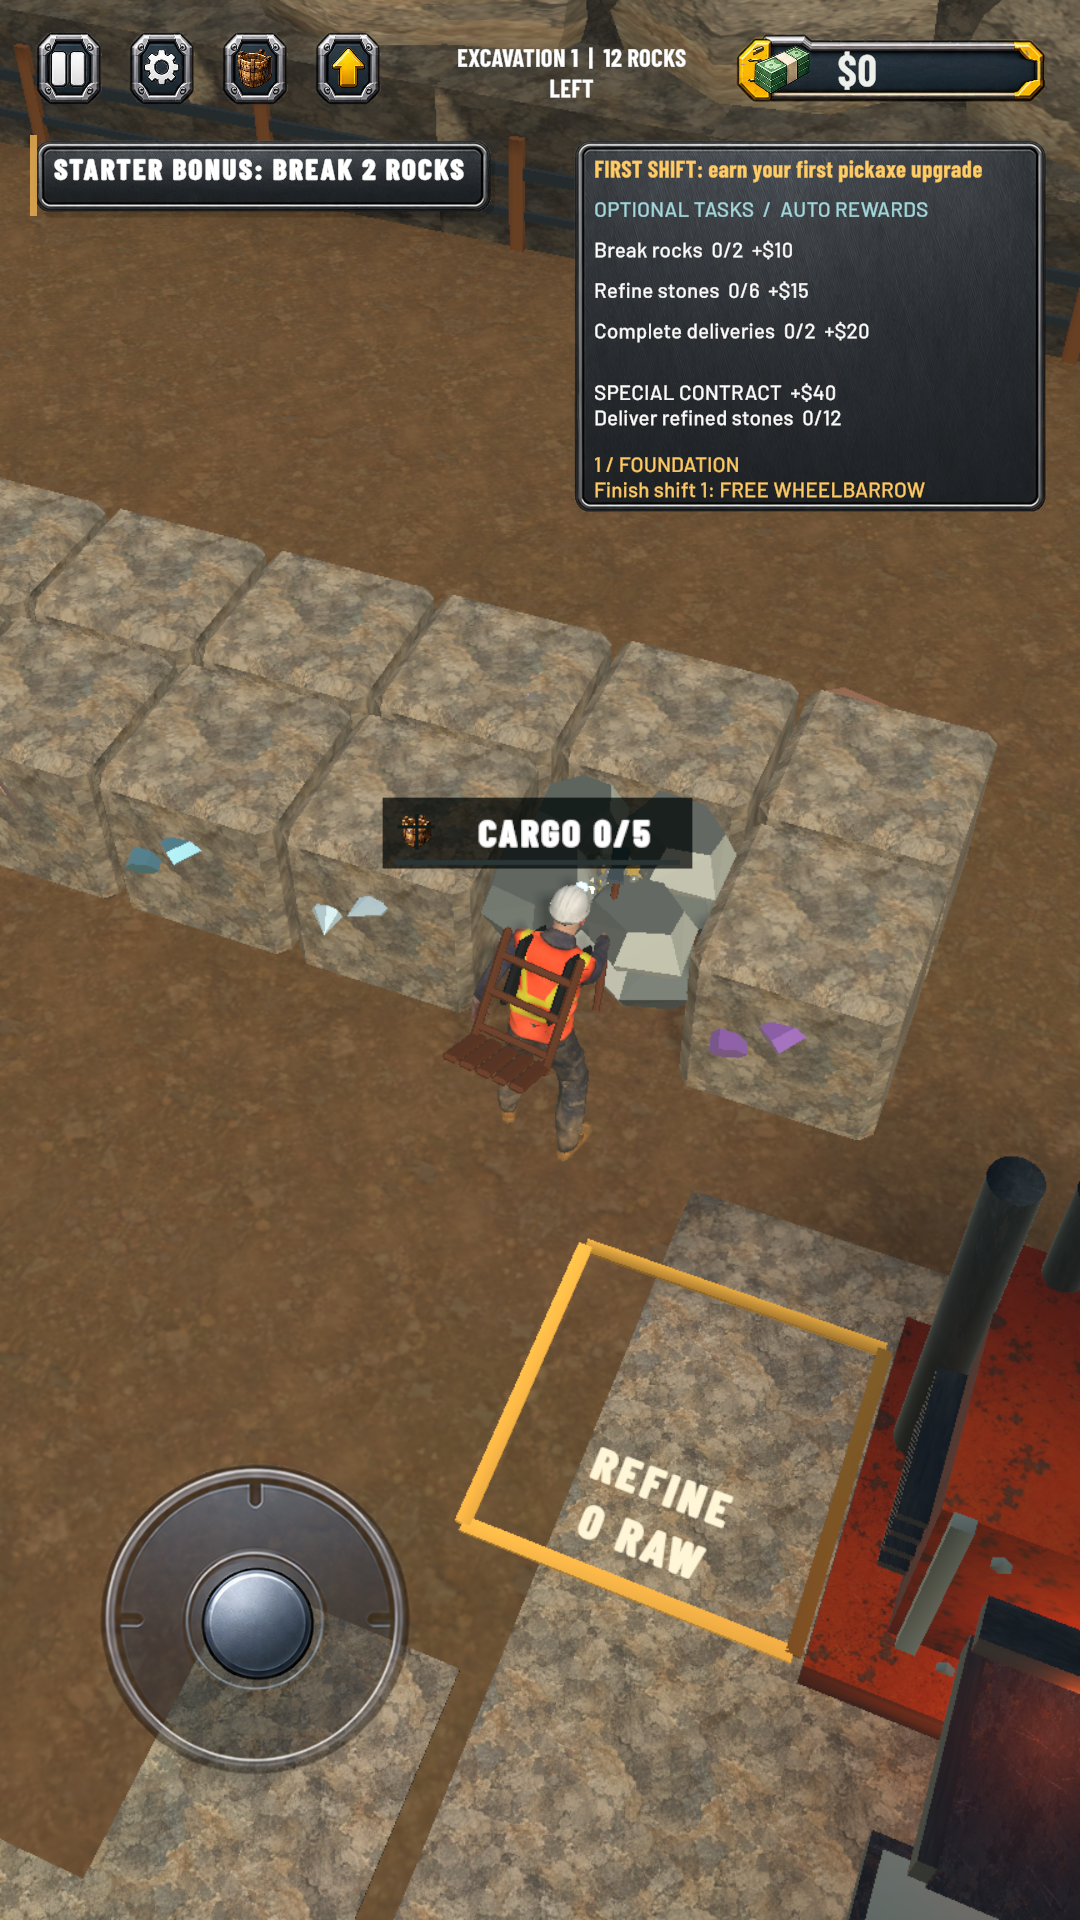 EXCAVATION 1 | 12 ROCKS
LEFT
$0
STARTER BONUS: BREAK 2 ROCKS
FIRST SHIFT: earn your first pickaxe upgrade
OPTIONAL TASKS / AUTO REWARDS
Break rocks 0/2 +$10
Refine stones 0/6 +$15
Complete deliveries 0/2 +$20
SPECIAL CONTRACT +$40
Deliver refined stones 0/12
1 / FOUNDATION
Finish shift 1: FREE WHEELBARROW
CARGO 0/5
REFINE
0 RAW